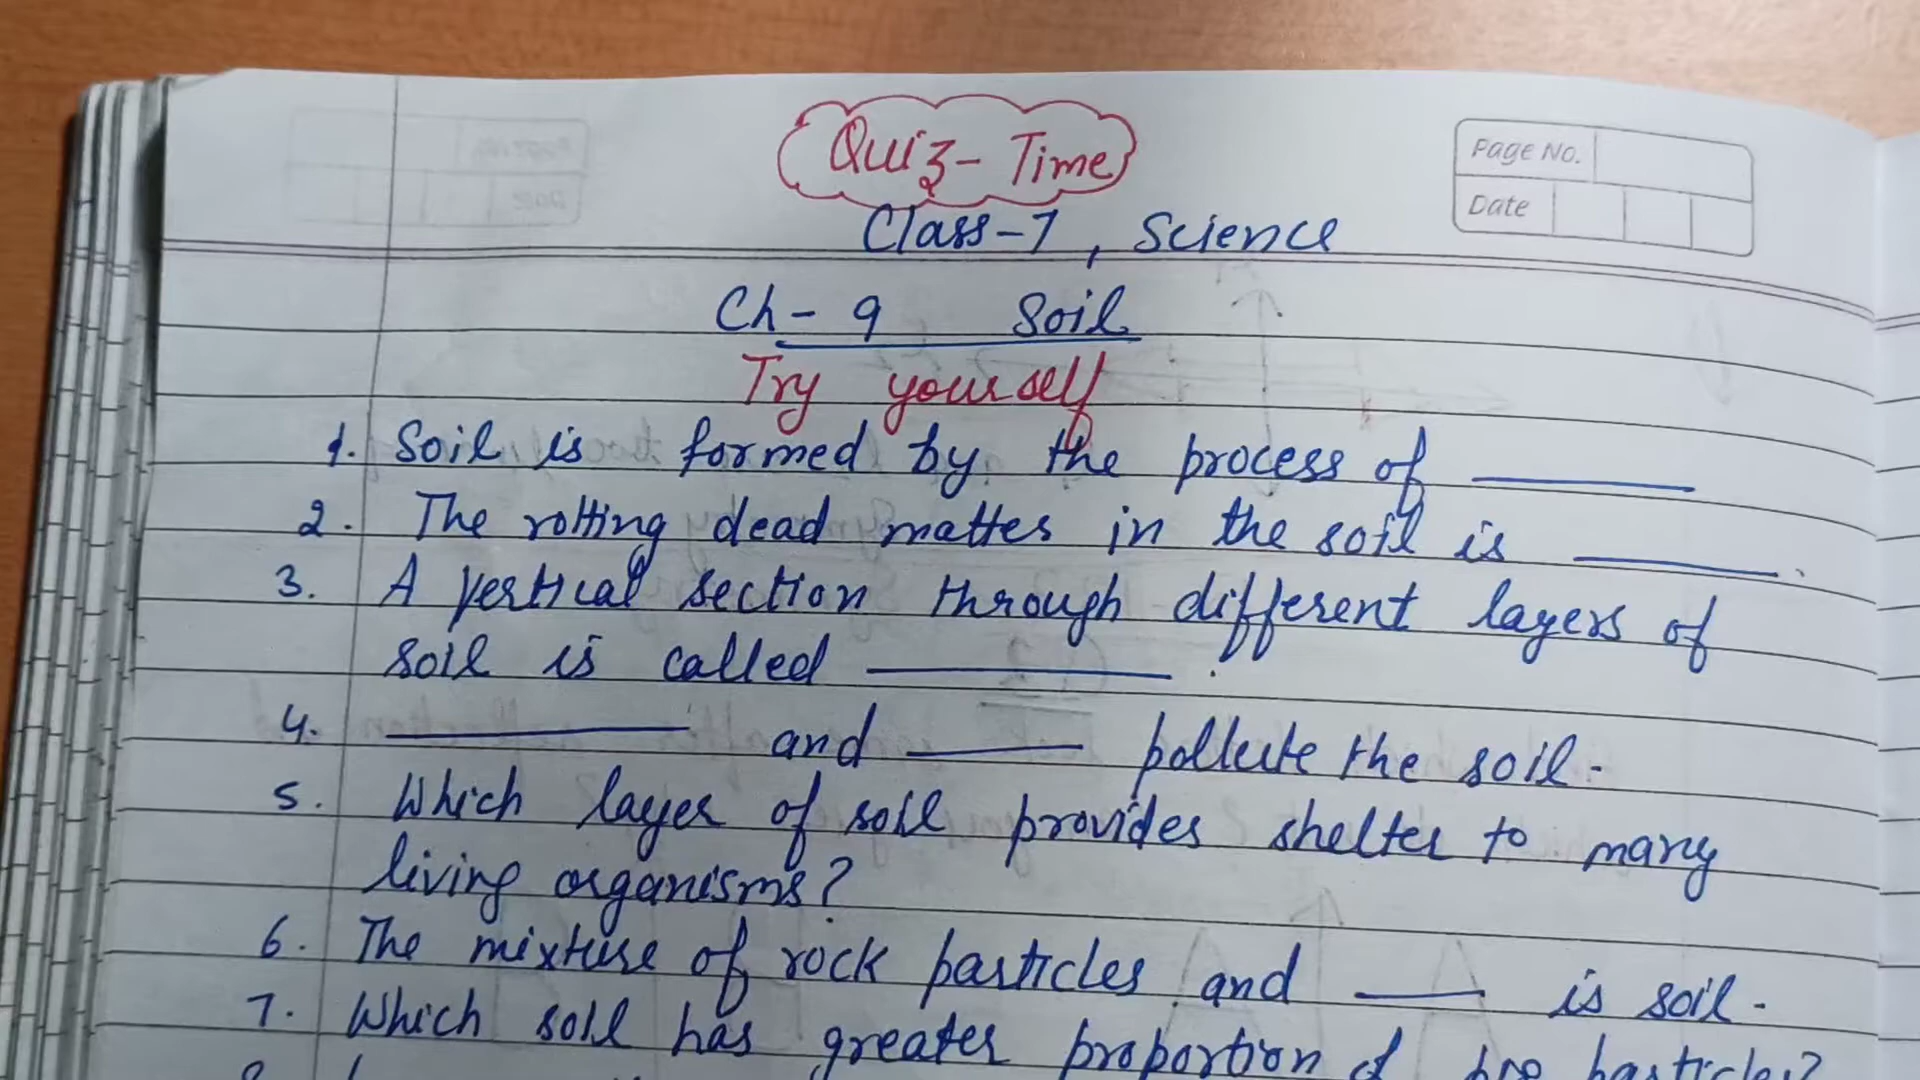 Quiz-Time
Page No.
Class-7, Science
Date
Ch-9 Soil
Try yourself
1. Soil is formed by the process of ______
2. The rotting dead matter in the soil is ______.
3. A vertical section through different layers of
soil is called ______.
4. ______ and ______ pollute the soil.
5. Which layer of soil provides shelter to many
living organisms?
6. The mixture of rock particles and ______ is soil.
7. Which soil has greater proportion of particles?